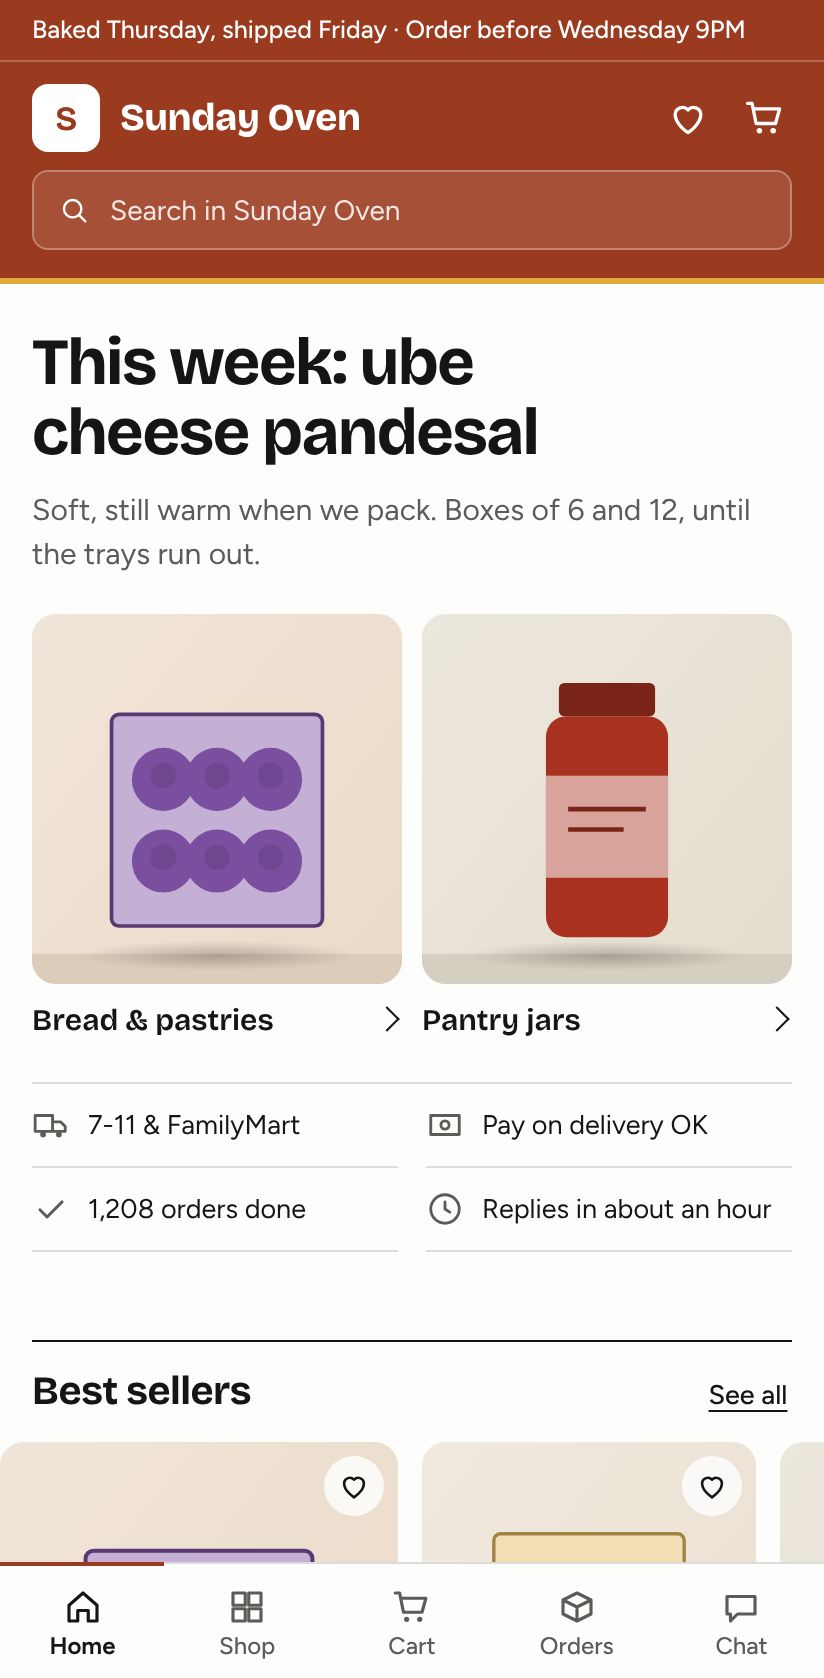 Baked Thursday, shipped Friday · Order before Wednesday 9PM
S
Sunday Oven
Search in Sunday Oven
This week: ube
cheese pandesal
Soft, still warm when we pack. Boxes of 6 and 12, until
the trays run out.
Bread & pastries
Pantry jars
7-11 & FamilyMart
Pay on delivery OK
1,208 orders done
Replies in about an hour
Best sellers
See all
Home
Shop
Cart
Orders
Chat